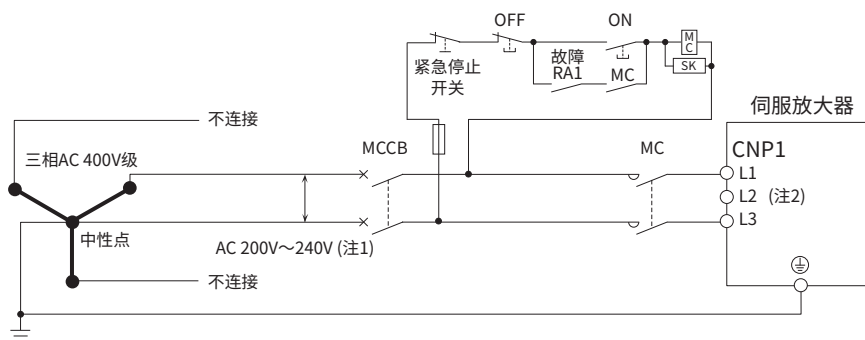 OFF
ON
M
C
SK
紧急停止
开关
故障
RA1
MC
伺服放大器
不连接
三相AC 400V级
MCCB
MC
CNP1
L1
L2 (注2)
L3
中性点
AC 200V～240V (注1)
不连接